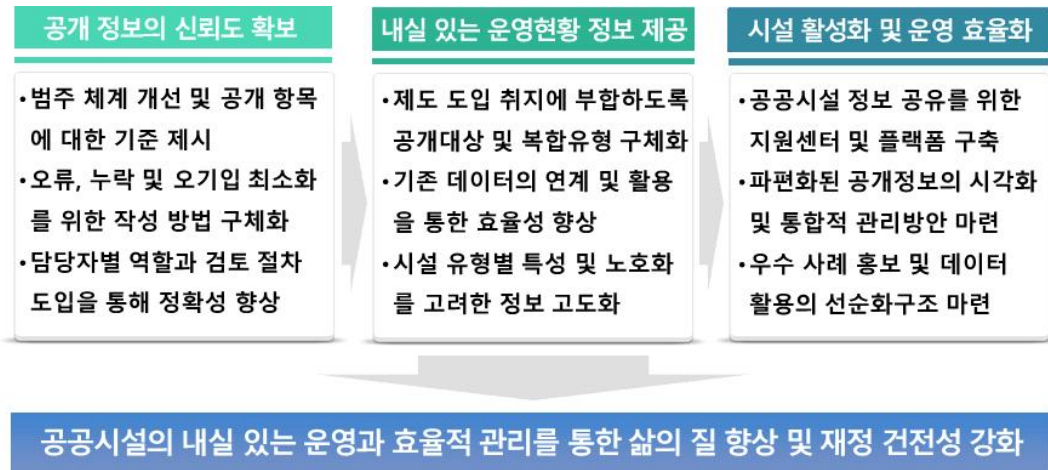 공개 정보의 신뢰도 확보
•범주 체계 개선 및 공개 항목
에 대한 기준 제시
•오류, 누락 및 오기입 최소화
를 위한 작성 방법 구체화
•담당자별 역할과 검토 절차
도입을 통해 정확성 향상
내실 있는 운영현황 정보 제공
•제도 도입 취지에 부합하도록
공개대상 및 복합유형 구체화
•기존 데이터의 연계 및 활용
을 통한 효율성 향상
•시설 유형별 특성 및 노호화
를 고려한 정보 고도화
시설 활성화 및 운영 효율화
•공공시설 정보 공유를 위한
지원센터 및 플랫폼 구축
•파편화된 공개정보의 시각화
및 통합적 관리방안 마련
•우수 사례 홍보 및 데이터
활용의 선순화구조 마련
공공시설의 내실 있는 운영과 효율적 관리를 통한 삶의 질 향상 및 재정 건전성 강화